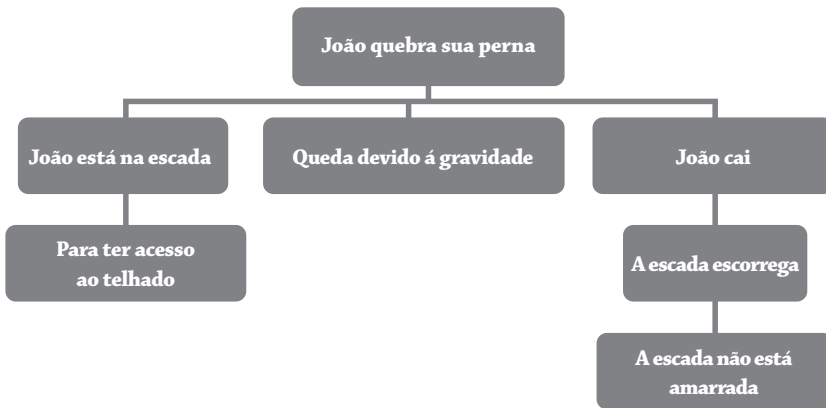 João quebra sua perna
João está na escada
Queda devido á gravidade
João cai
Para ter acesso
ao telhado
A escada escorrega
A escada não está
amarrada